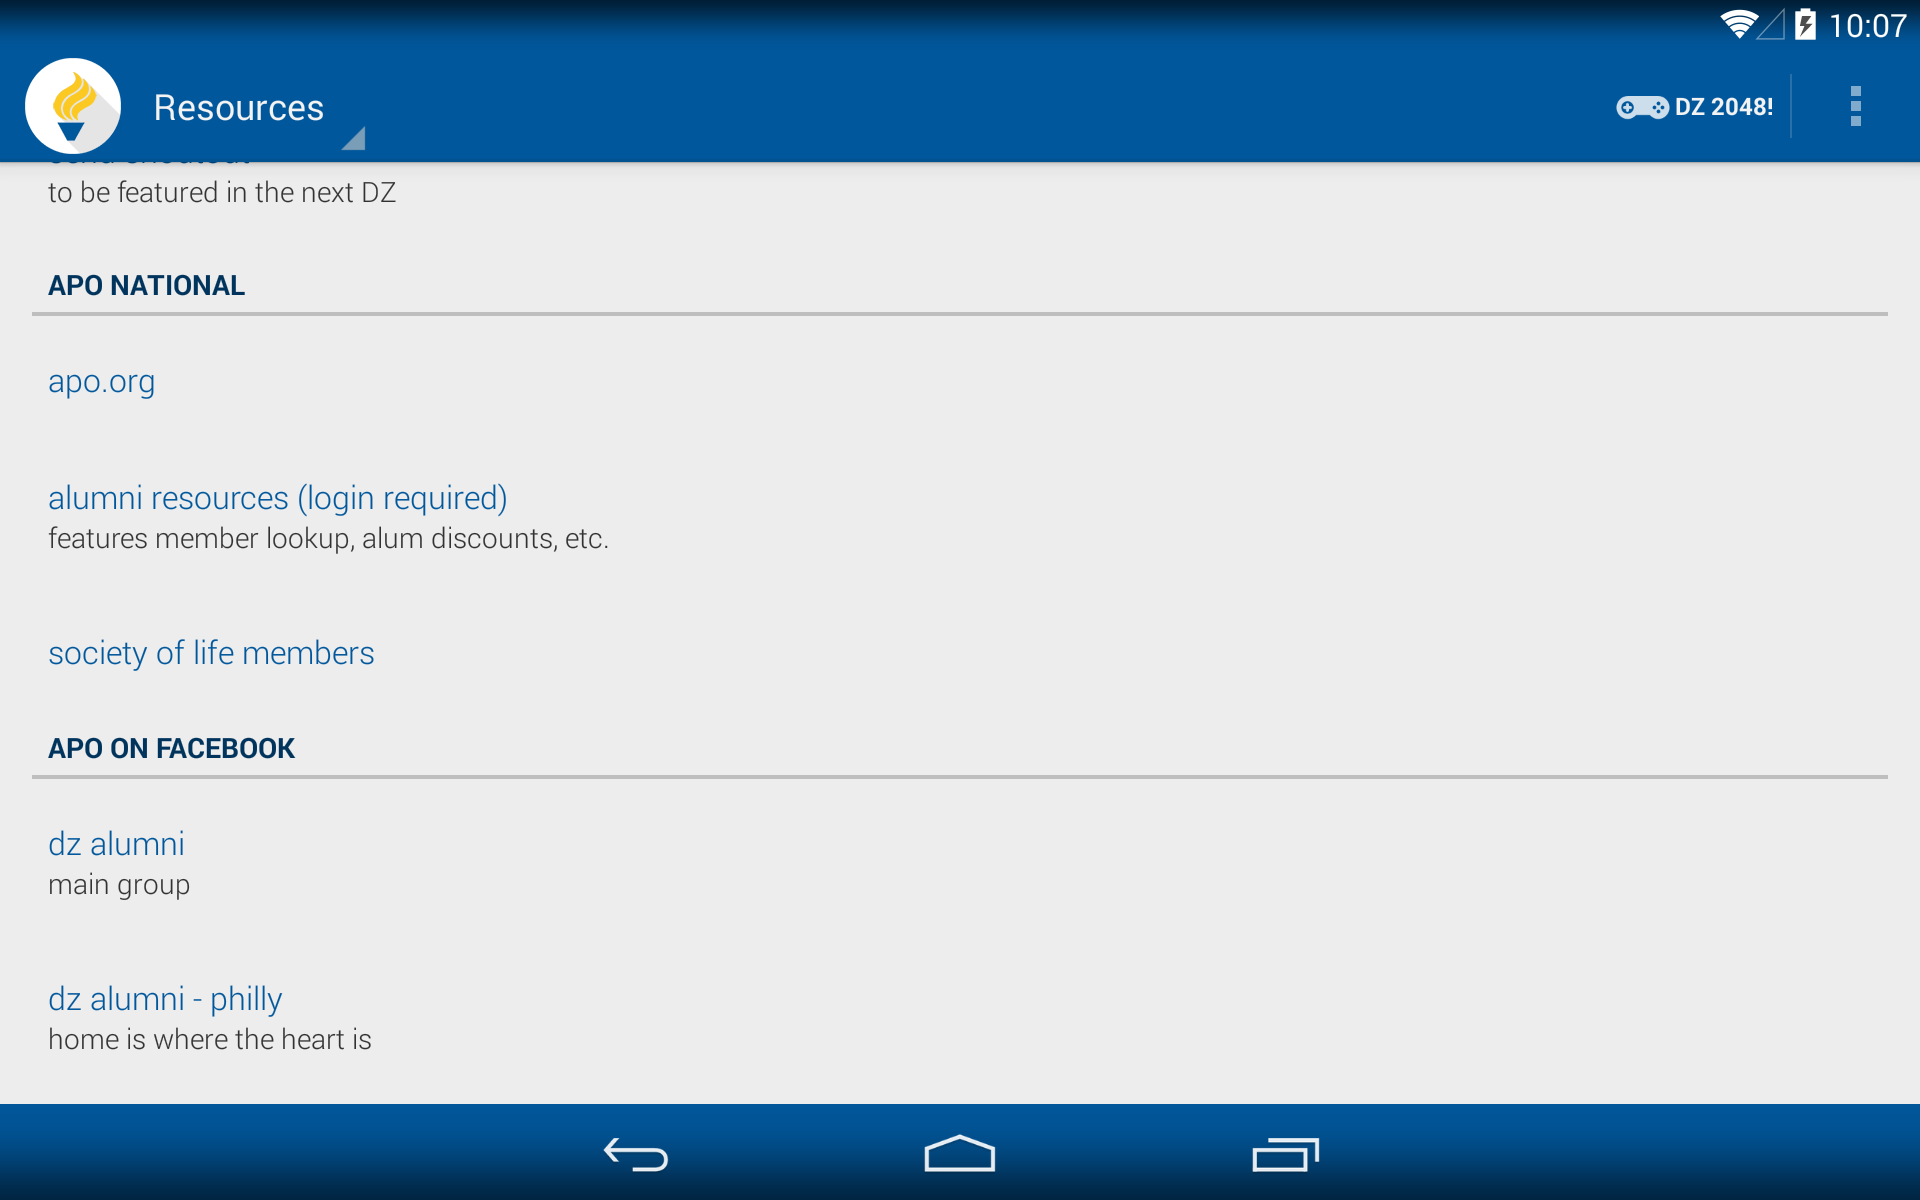 10:07
Resources
DZ 2048!
to be featured in the next DZ
APO NATIONAL
apo.org
alumni resources (login required)
features member lookup, alum discounts, etc.
society of life members
APO ON FACEBOOK
dz alumni
main group
dz alumni - philly
home is where the heart is